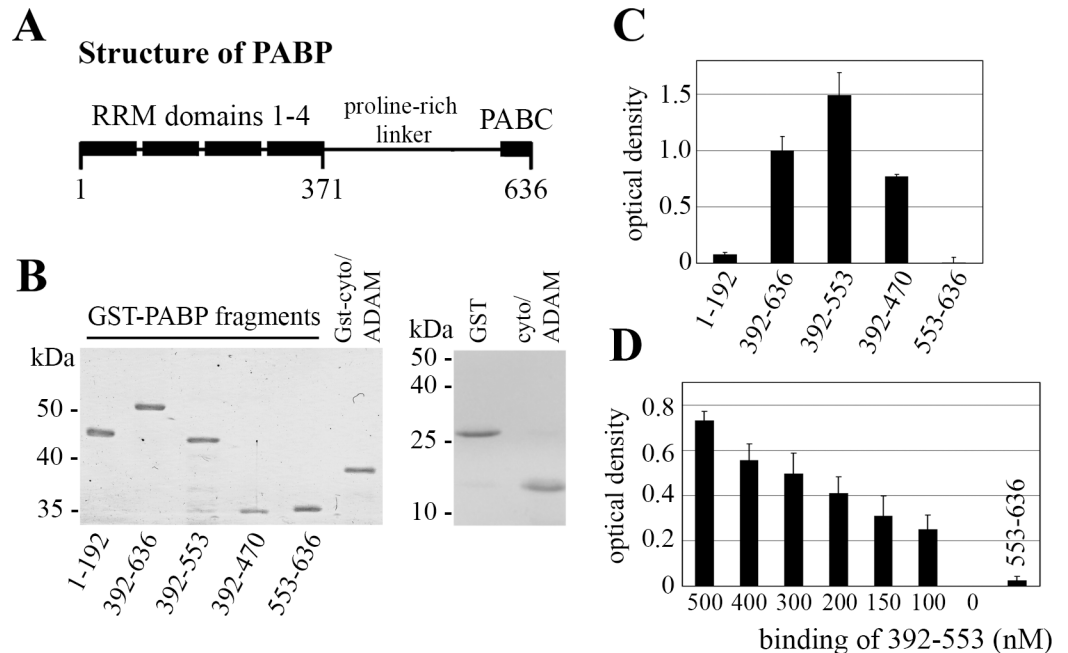 A
Structure of PABP
RRM domains 1-4
proline-rich
linker
PABC
1
371
636
B
GST-PABP fragments
Gst-cyto/
ADAM
kDa
50 -
40 -
35 -
1-192
392-636
392-553
392-470
553-636
kDa
GST
cyto/
ADAM
50 -
40 -
25 -
10 -
C
optical density
1.5
1.0
0.5
0
1-192
392-636
392-553
392-470
553-636
D
optical density
0.8
0.6
0.4
0.2
0
553-636
500 400 300 200 150 100 0
binding of 392-553 (nM)